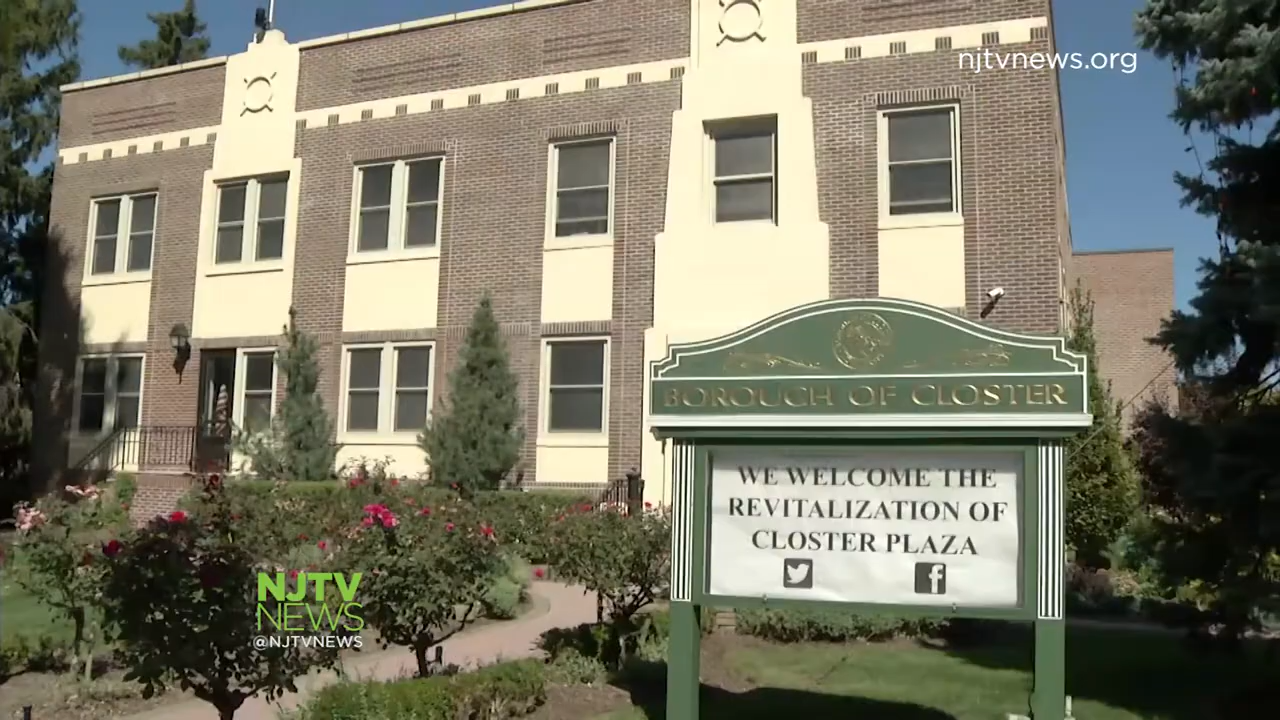 njtvnews.org
BOROUGH OF CLOSTER
WE WELCOME THE
REVITALIZATION OF
CLOSTER PLAZA
NJTV
NEWS
@NJTVNEWS